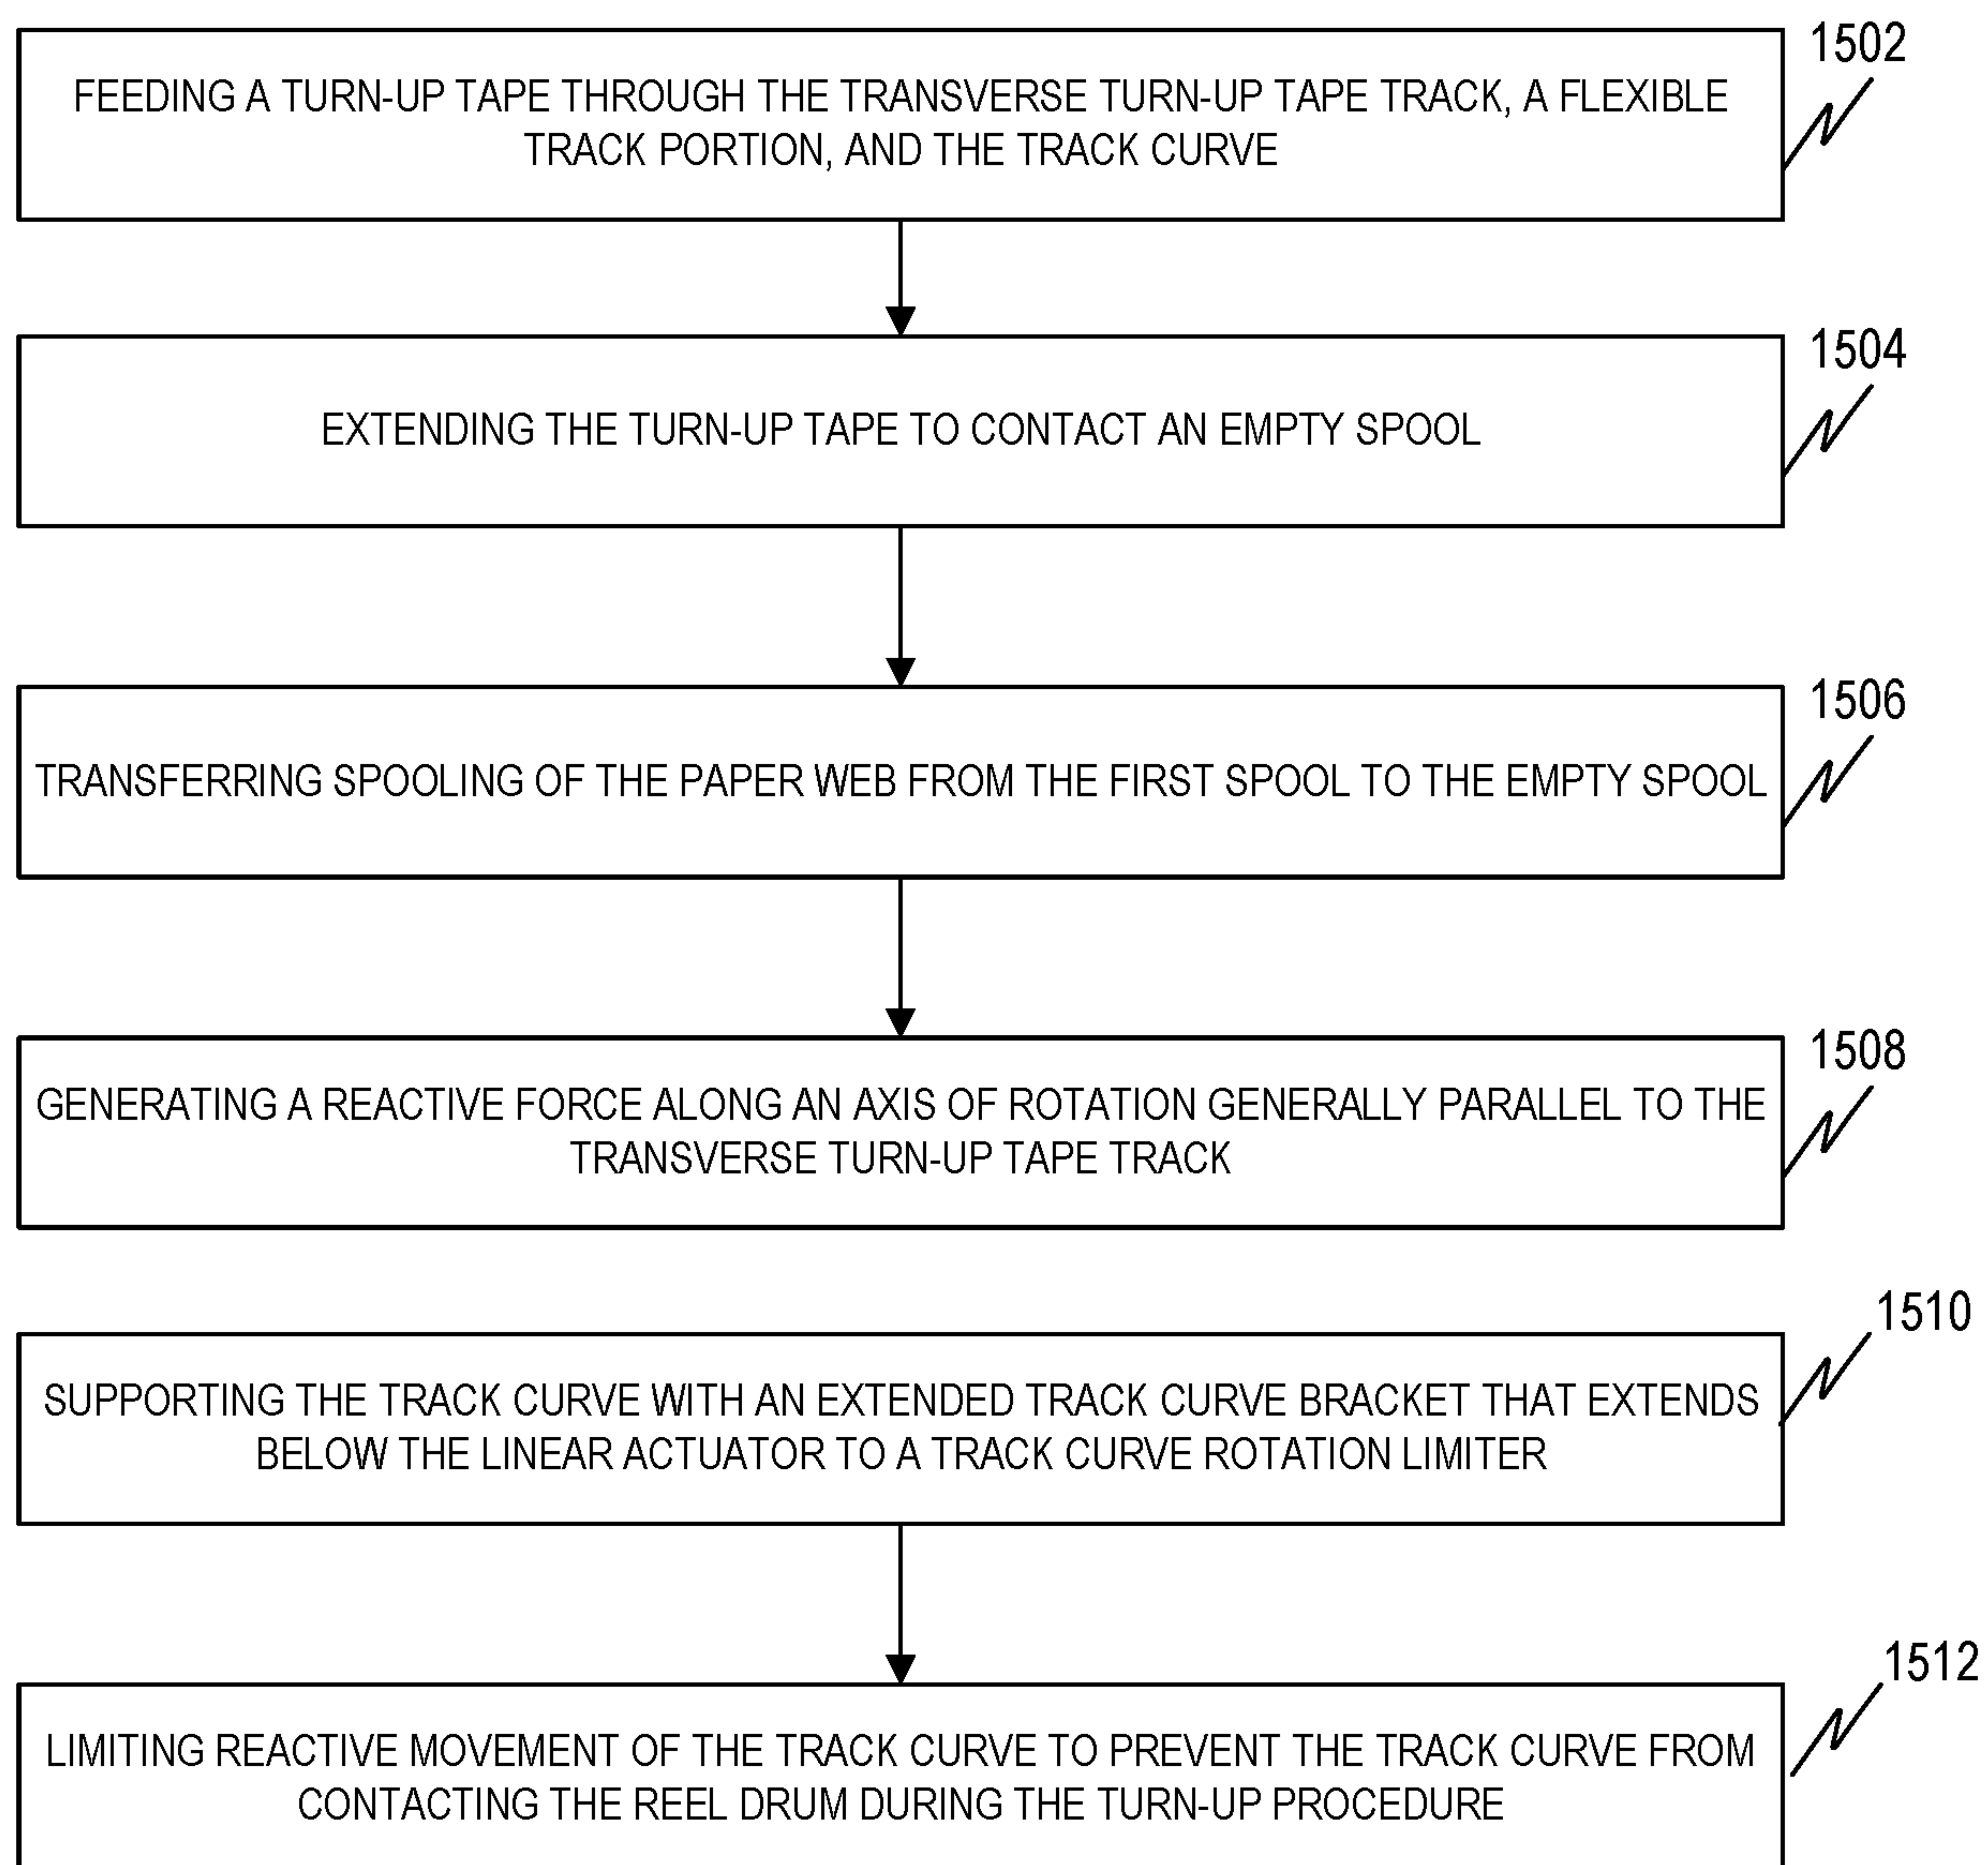 1502
FEEDING A TURN-UP TAPE THROUGH THE TRANSVERSE TURN-UP TAPE TRACK, A FLEXIBLE
TRACK PORTION, AND THE TRACK CURVE
1504
EXTENDING THE TURN-UP TAPE TO CONTACT AN EMPTY SPOOL
1506
TRANSFERRING SPOOLING OF THE PAPER WEB FROM THE FIRST SPOOL TO THE EMPTY SPOOL
1508
GENERATING A REACTIVE FORCE ALONG AN AXIS OF ROTATION GENERALLY PARALLEL TO THE
TRANSVERSE TURN-UP TAPE TRACK
1510
SUPPORTING THE TRACK CURVE WITH AN EXTENDED TRACK CURVE BRACKET THAT EXTENDS
BELOW THE LINEAR ACTUATOR TO A TRACK CURVE ROTATION LIMITER
1512
LIMITING REACTIVE MOVEMENT OF THE TRACK CURVE TO PREVENT THE TRACK CURVE FROM
CONTACTING THE REEL DRUM DURING THE TURN-UP PROCEDURE